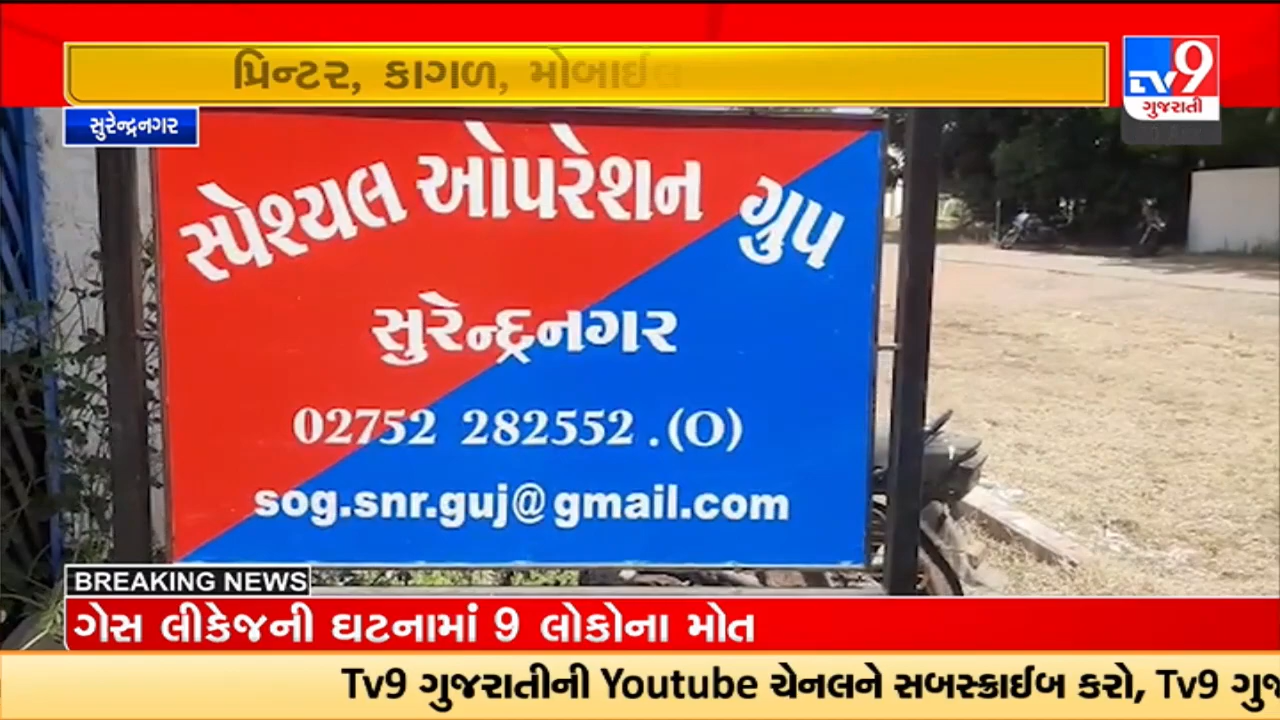 પ્રિન્ટર, કાગળ, મોબાઈલ
TV9
ગુજરાતી
સુરેન્દ્રનગર
સ્પેશ્યલ ઓપરેશન ગ્રુપ
સુરેન્દ્રનગર
02752 282552 .(O)
sog.snr.guj@gmail.com
BREAKING NEWS
ગેસ લીકેજની ઘટનામાં 9 લોકોના મોત
Tv9 ગુજરાતીની Youtube ચેનલને સબસ્ક્રાઈબ કરો, Tv9